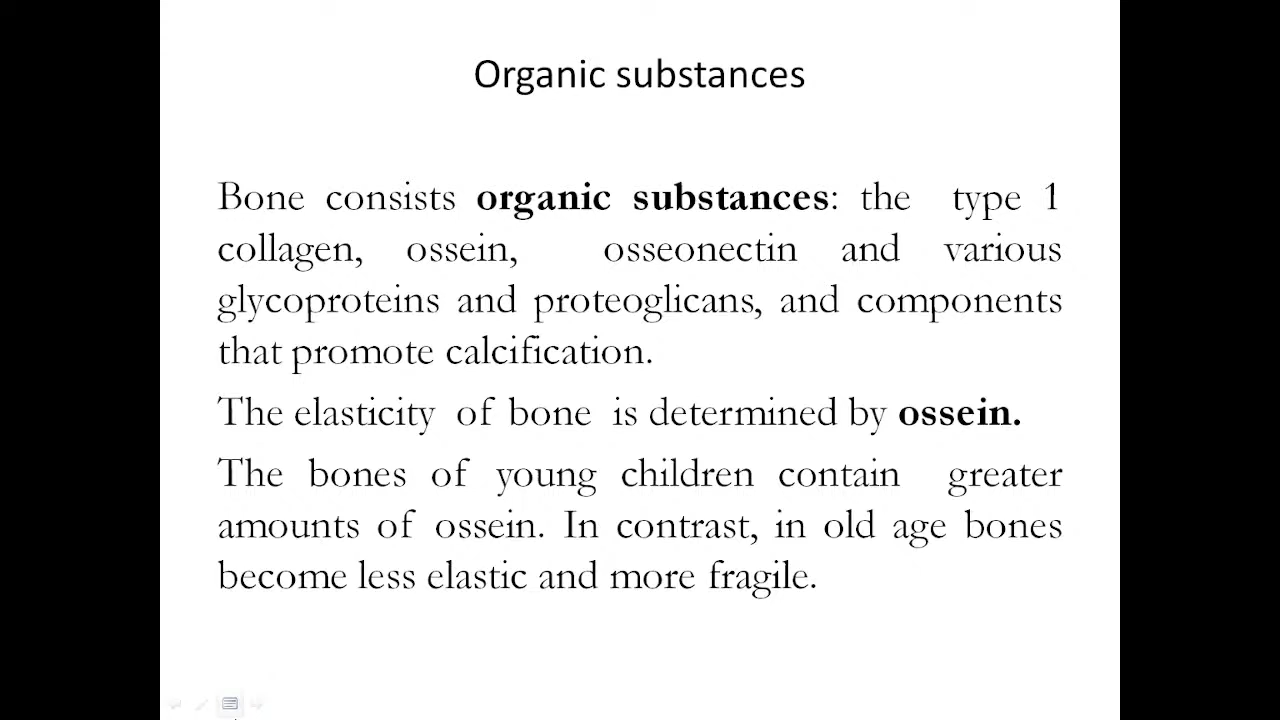 Organic substances
Bone consists organic substances: the type 1
collagen, ossein, osseonectin and various
glycoproteins and proteoglicans, and components
that promote calcification.
The elasticity of bone is determined by ossein.
The bones of young children contain greater
amounts of ossein. In contrast, in old age bones
become less elastic and more fragile.